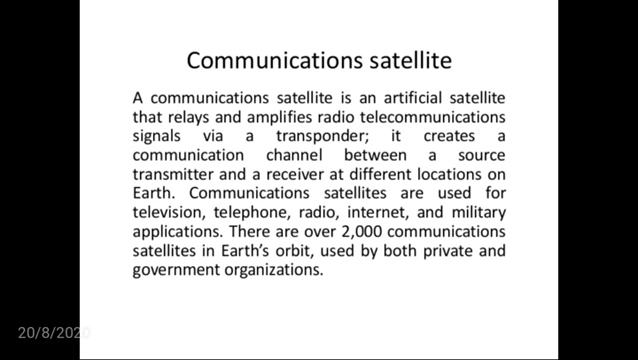 Communications satellite
A communications satellite is an artificial satellite
that relays and amplifies radio telecommunications
signals via a transponder; it creates a
communication channel between a source
transmitter and a receiver at different locations on
Earth. Communications satellites are used for
television, telephone, radio, internet, and military
applications. There are over 2,000 communications
satellites in Earth's orbit, used by both private and
government organizations.
20/8/2020